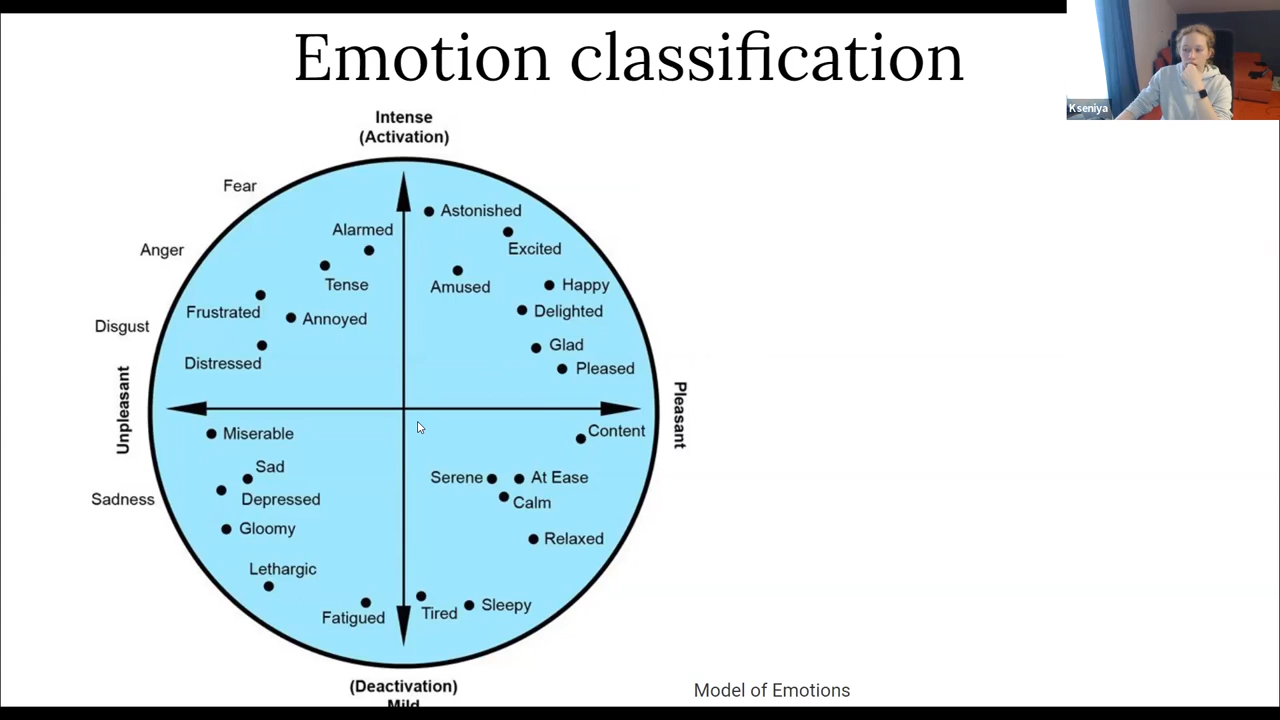 Emotion classification
Kseniya
Intense
(Activation)
Fear
Astonished
Alarmed
Excited
Anger
Tense
Amused
Happy
Frustrated
Annoyed
Delighted
Disgust
Glad
Distressed
Pleased
Unpleasant
Pleasant
Miserable
Content
Sad
Serene
At Ease
Sadness
Depressed
Calm
Gloomy
Relaxed
Lethargic
Fatigued
Tired
Sleepy
(Deactivation)
Mild
Model of Emotions